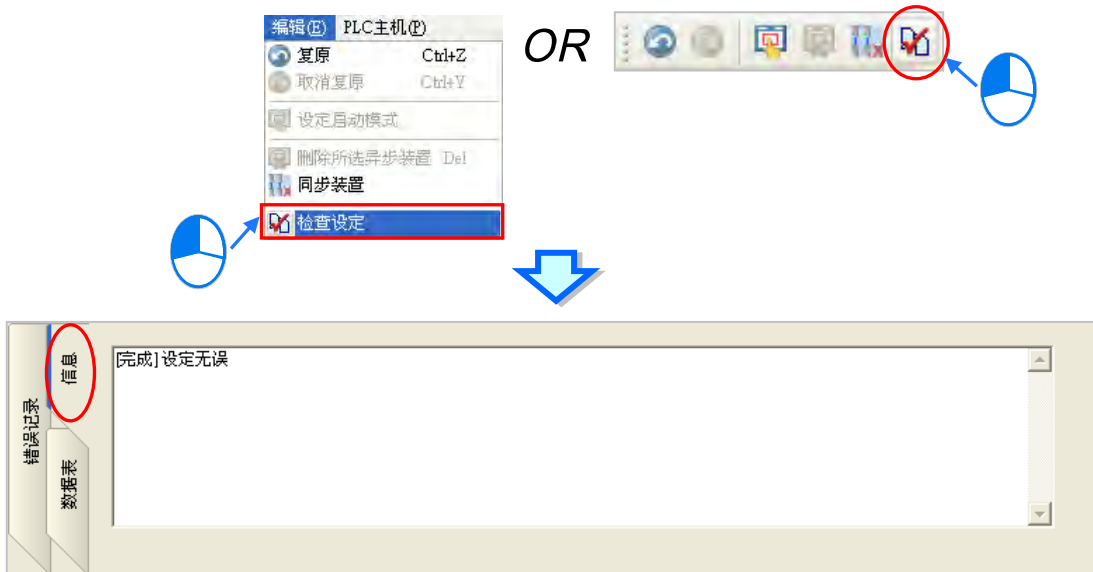 编辑(E) PLC主机(P)
复原 Ctrl+Z
取消复原 Ctrl+Y
设定启动模式
删除所选异步装置 Del
同步装置
检查设定
OR
错误记录
信息
数据表
[完成] 设定无误